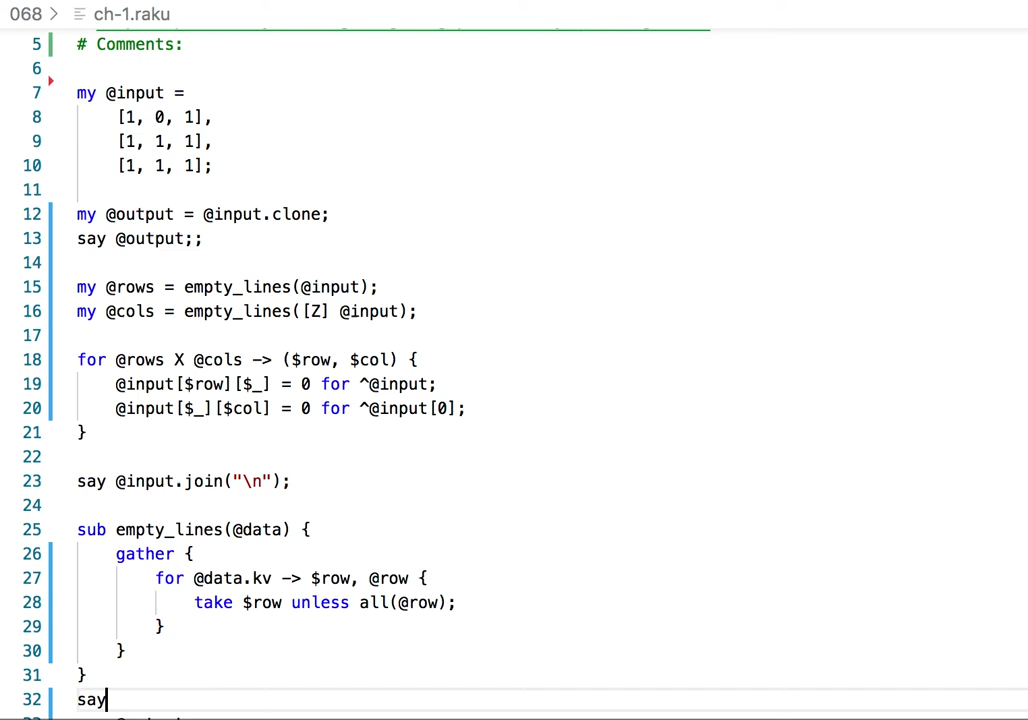 068 > ch-1.raku
5 # Comments:
6
7 my @input =
8     [1, 0, 1],
9     [1, 1, 1],
10     [1, 1, 1];
11
12 my @output = @input.clone;
13 say @output;;
14
15 my @rows = empty_lines(@input);
16 my @cols = empty_lines([Z] @input);
17
18 for @rows X @cols -> ($row, $col) {
19     @input[$row][$_] = 0 for ^@input;
20     @input[$_][$col] = 0 for ^@input[0];
21 }
22
23 say @input.join("\n");
24
25 sub empty_lines(@data) {
26     gather {
27         for @data.kv -> $row, @row {
28             take $row unless all(@row);
29         }
30     }
31 }
32 say